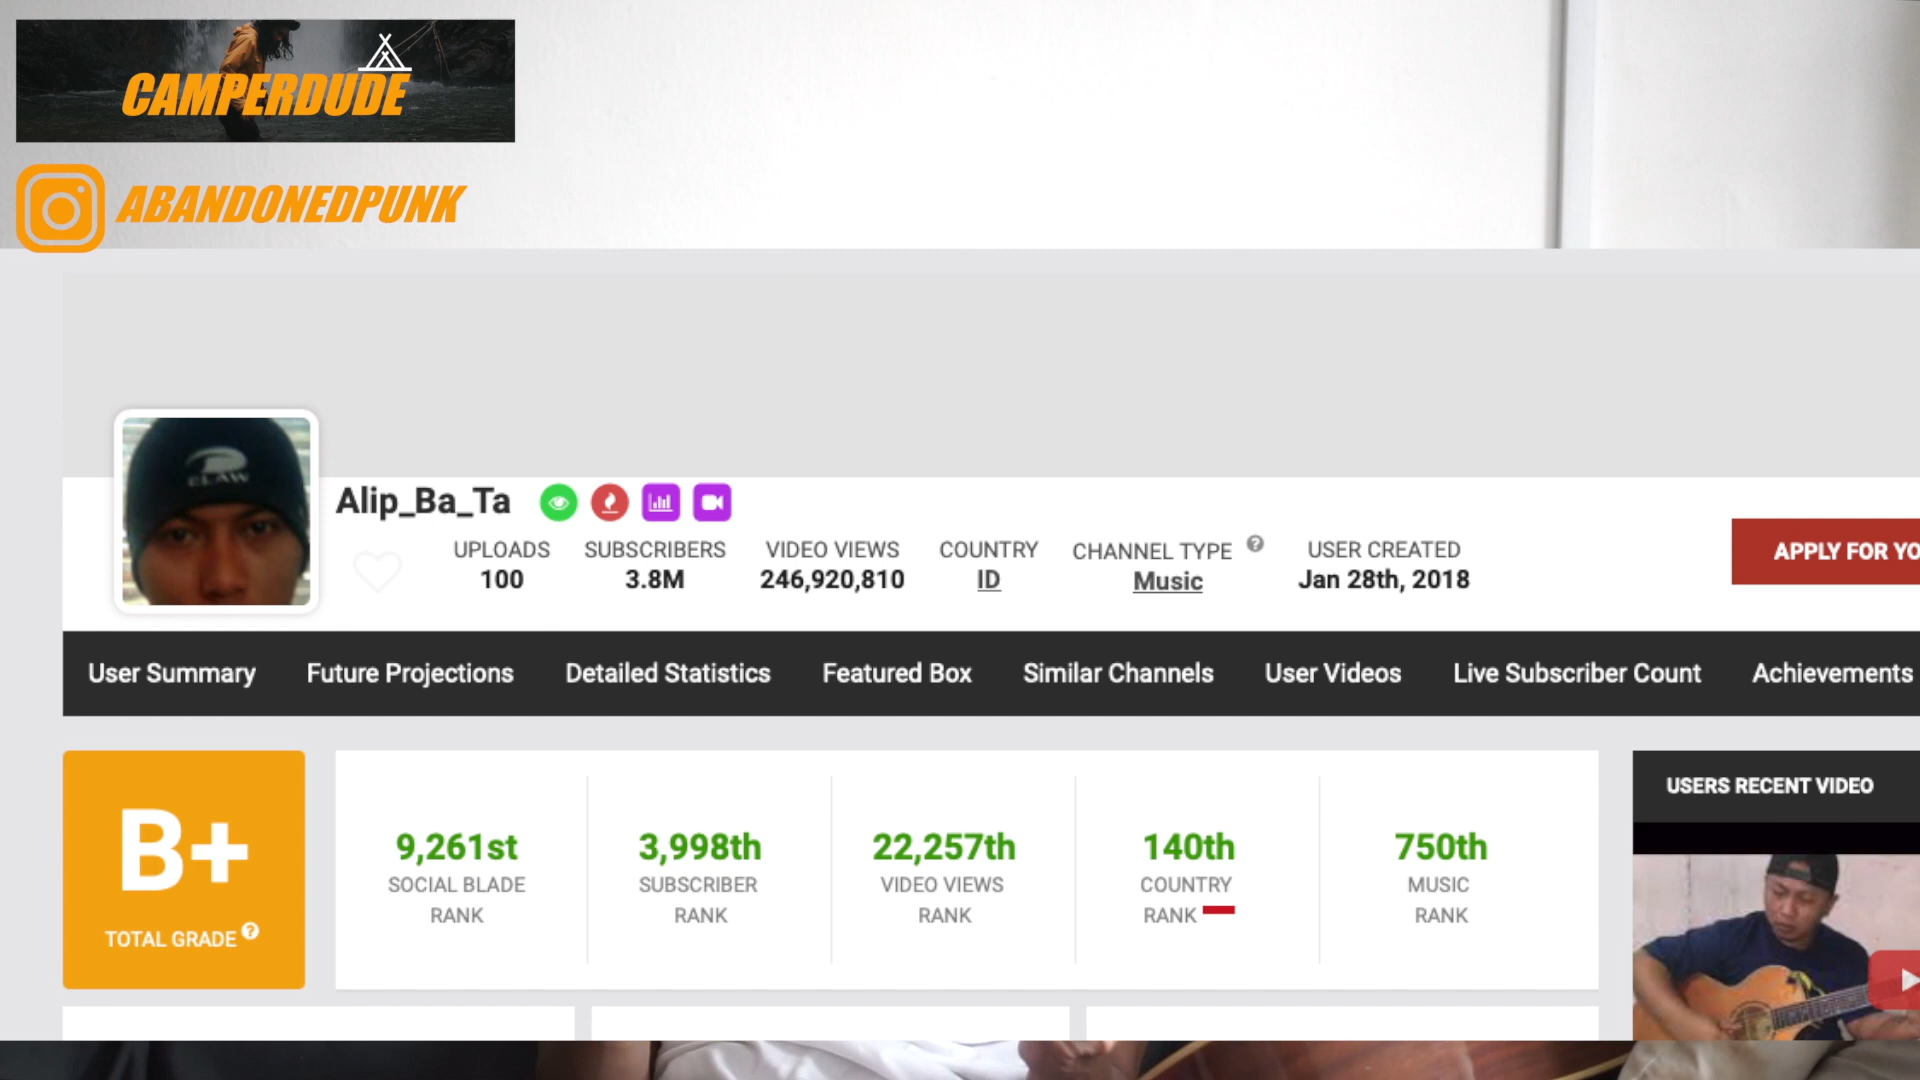 CAMPERDUDE
ABANDONEDPUNK
ELAW
Alip_Ba_Ta
UPLOADS SUBSCRIBERS VIDEO VIEWS COUNTRY CHANNEL TYPE ? USER CREATED
100 3.8M 246,920,810 ID Music Jan 28th, 2018
APPLY FOR YO
User Summary Future Projections Detailed Statistics Featured Box Similar Channels User Videos Live Subscriber Count Achievements
B+
TOTAL GRADE ?
9,261st 3,998th 22,257th 140th 750th
SOCIAL BLADE SUBSCRIBER VIDEO VIEWS COUNTRY MUSIC
RANK RANK RANK RANK RANK
USERS RECENT VIDEO